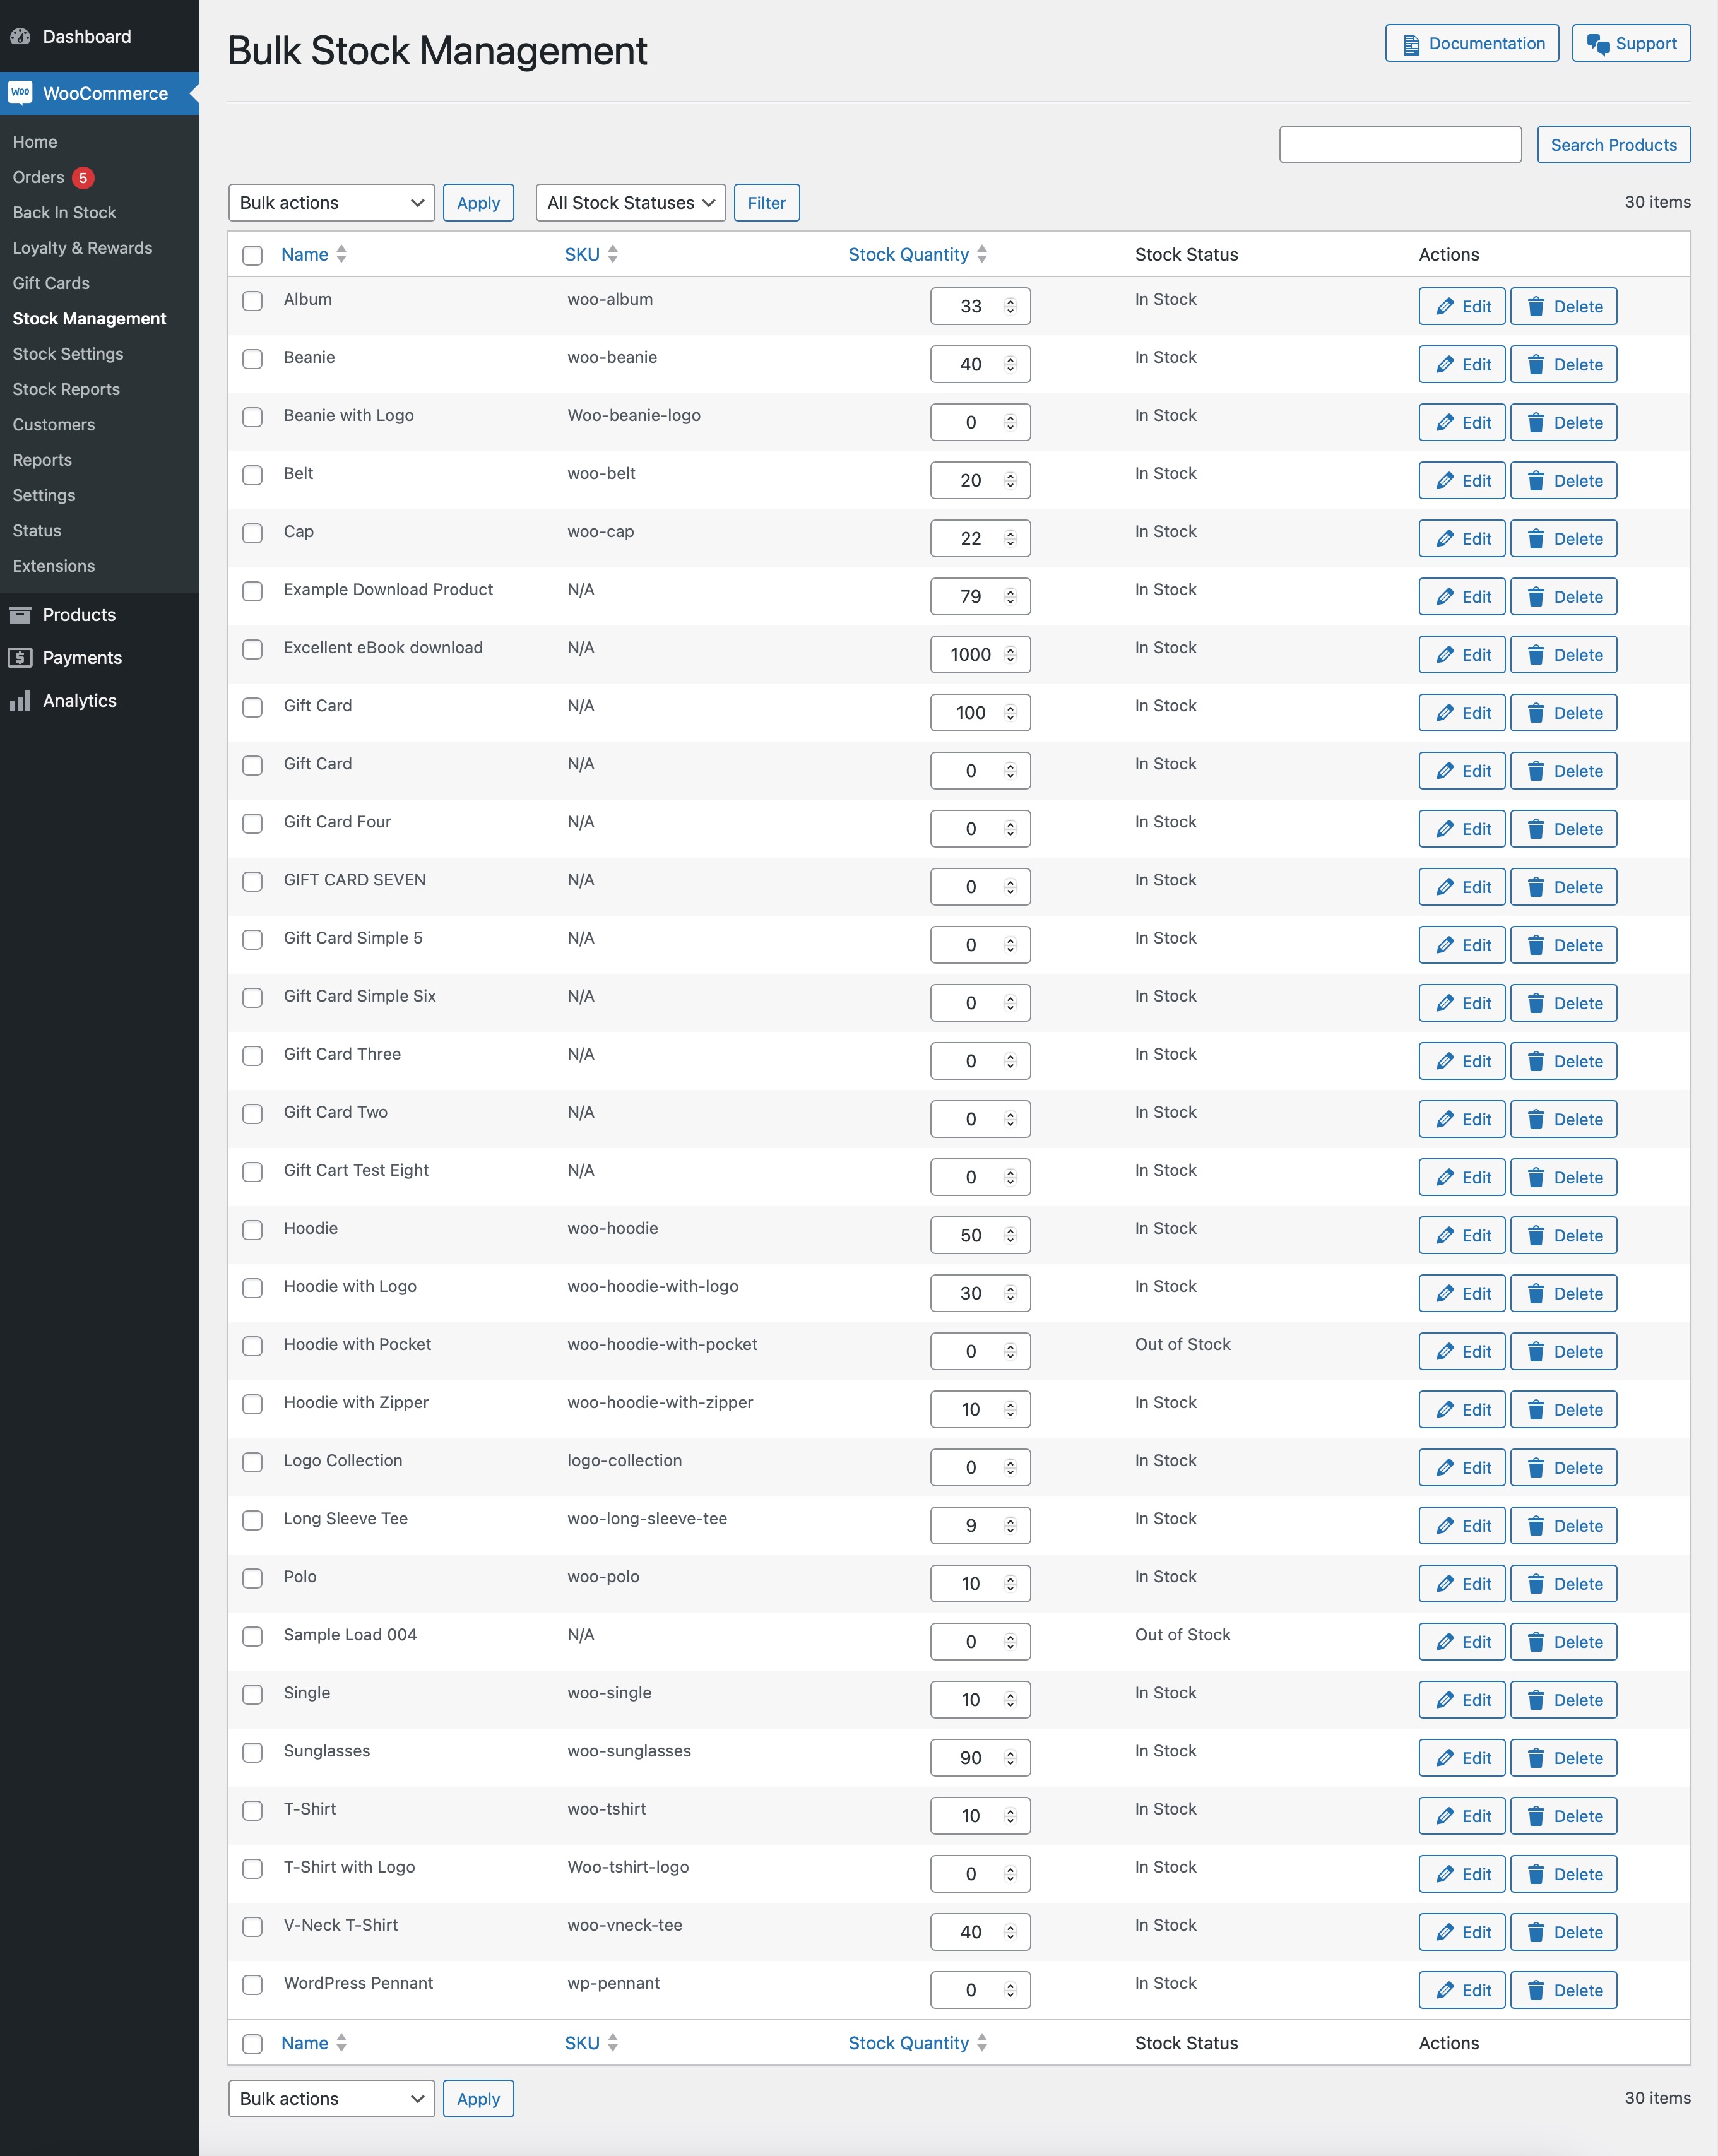 Dashboard
WooCommerce
Home
Orders 5
Back In Stock
Loyalty & Rewards
Gift Cards
Stock Management
Stock Settings
Stock Reports
Customers
Reports
Settings
Status
Extensions
Products
Payments
Analytics
Bulk Stock Management
Documentation Support
Search Products
Bulk actions Apply All Stock Statuses Filter 30 items
Name SKU Stock Quantity Stock Status Actions
Album woo-album 33 In Stock Edit Delete
Beanie woo-beanie 40 In Stock Edit Delete
Beanie with Logo Woo-beanie-logo 0 In Stock Edit Delete
Belt woo-belt 20 In Stock Edit Delete
Cap woo-cap 22 In Stock Edit Delete
Example Download Product N/A 79 In Stock Edit Delete
Excellent eBook download N/A 1000 In Stock Edit Delete
Gift Card N/A 100 In Stock Edit Delete
Gift Card N/A 0 In Stock Edit Delete
Gift Card Four N/A 0 In Stock Edit Delete
GIFT CARD SEVEN N/A 0 In Stock Edit Delete
Gift Card Simple 5 N/A 0 In Stock Edit Delete
Gift Card Simple Six N/A 0 In Stock Edit Delete
Gift Card Three N/A 0 In Stock Edit Delete
Gift Card Two N/A 0 In Stock Edit Delete
Gift Cart Test Eight N/A 0 In Stock Edit Delete
Hoodie woo-hoodie 50 In Stock Edit Delete
Hoodie with Logo woo-hoodie-with-logo 30 In Stock Edit Delete
Hoodie with Pocket woo-hoodie-with-pocket 0 Out of Stock Edit Delete
Hoodie with Zipper woo-hoodie-with-zipper 10 In Stock Edit Delete
Logo Collection logo-collection 0 In Stock Edit Delete
Long Sleeve Tee woo-long-sleeve-tee 9 In Stock Edit Delete
Polo woo-polo 10 In Stock Edit Delete
Sample Load 004 N/A 0 Out of Stock Edit Delete
Single woo-single 10 In Stock Edit Delete
Sunglasses woo-sunglasses 90 In Stock Edit Delete
T-Shirt woo-tshirt 10 In Stock Edit Delete
T-Shirt with Logo Woo-tshirt-logo 0 In Stock Edit Delete
V-Neck T-Shirt woo-vneck-tee 40 In Stock Edit Delete
WordPress Pennant wp-pennant 0 In Stock Edit Delete
Name SKU Stock Quantity Stock Status Actions
Bulk actions Apply 30 items